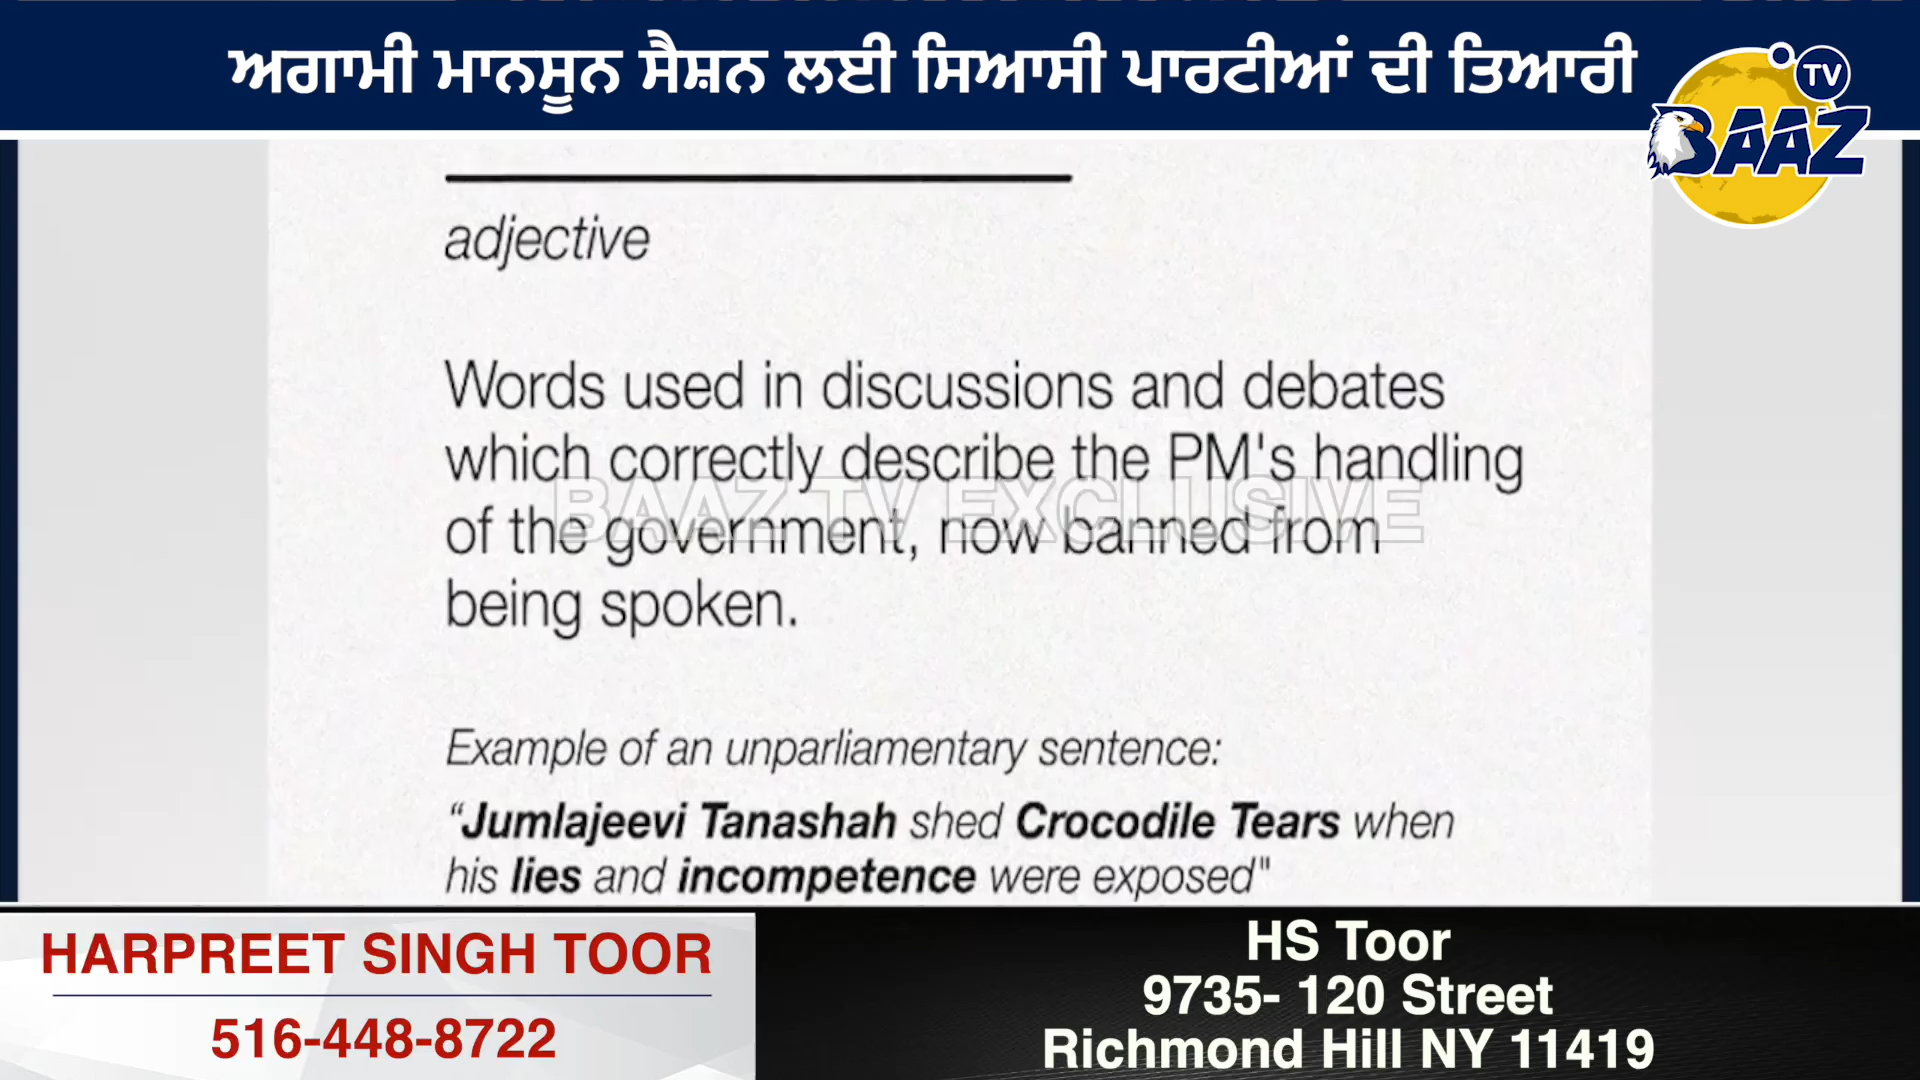 ਅਗਾਮੀ ਮਾਨਸੂਨ ਸੈਸ਼ਨ ਲਈ ਸਿਆਸੀ ਪਾਰਟੀਆਂ ਦੀ ਤਿਆਰੀ
TV
BAAZ
adjective
Words used in discussions and debates
which correctly describe the PM's handling
of the government, now banned from
being spoken.
BAAZ TV EXCLUSIVE
Example of an unparliamentary sentence:
“Jumlajeevi Tanashah shed Crocodile Tears when
his lies and incompetence were exposed"
HARPREET SINGH TOOR
516-448-8722
HS Toor
9735- 120 Street
Richmond Hill NY 11419